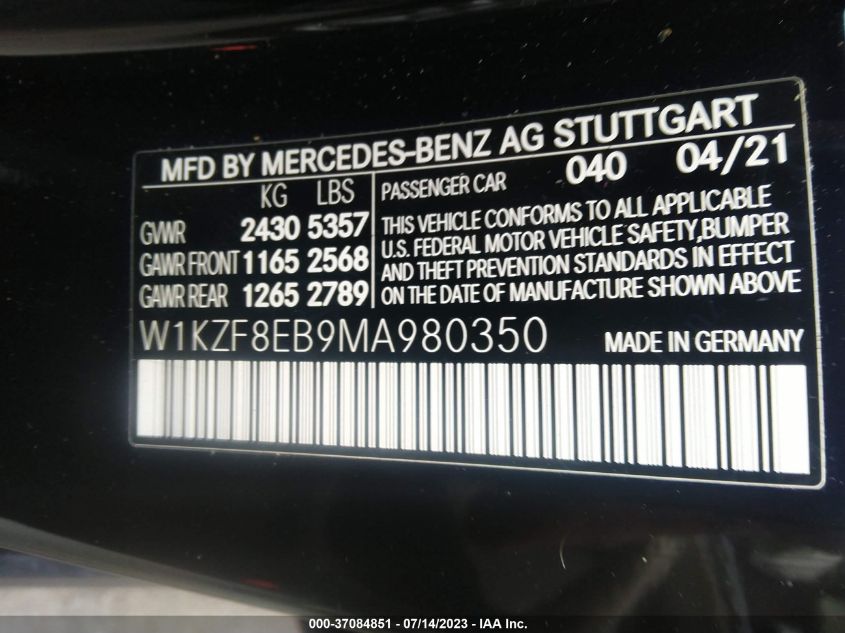 MFD BY MERCEDES-BENZ AG STUTTGART
KG LBS
GVWR 2430 5357
GAWR FRONT 1165 2568
GAWR REAR 1265 2789
PASSENGER CAR 040 04/21
THIS VEHICLE CONFORMS TO ALL APPLICABLE
U.S. FEDERAL MOTOR VEHICLE SAFETY,BUMPER
AND THEFT PREVENTION STANDARDS IN EFFECT
ON THE DATE OF MANUFACTURE SHOWN ABOVE
W1KZF8EB9MA980350 MADE IN GERMANY
000-37084851 - 07/14/2023 - IAA Inc.